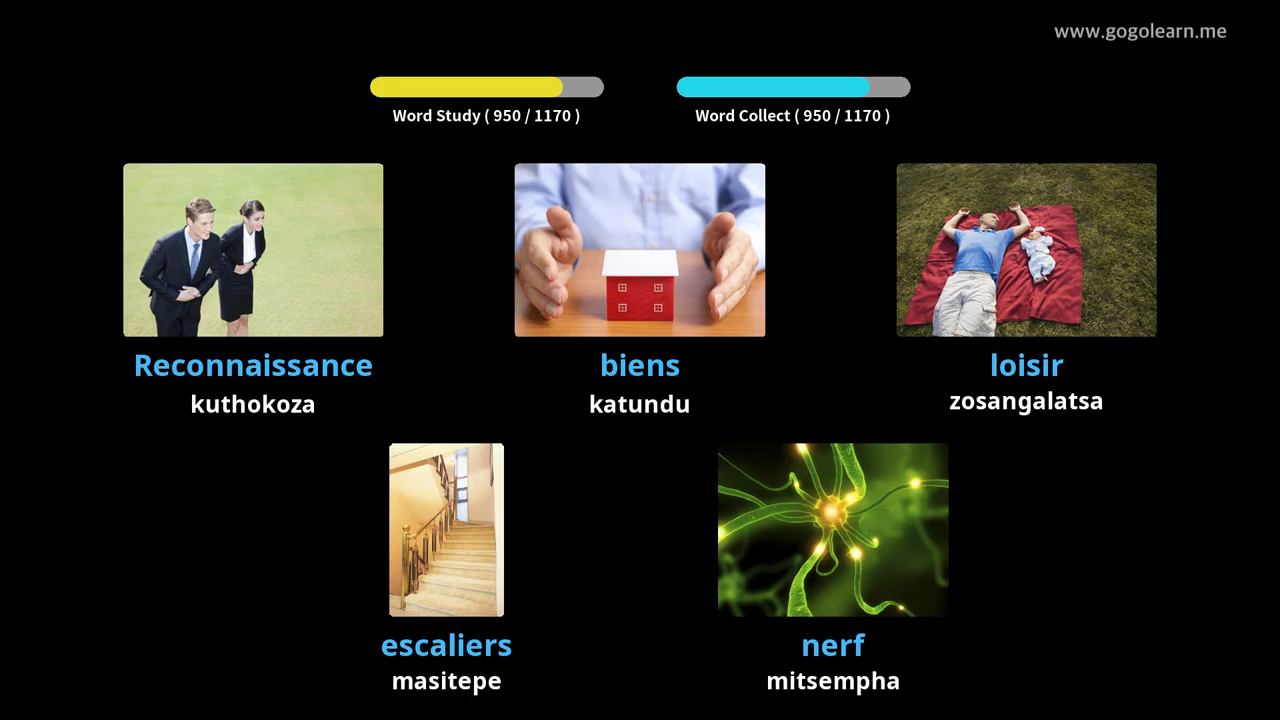 www.gogolearn.me
Word Study ( 950 / 1170 )
Word Collect ( 950 / 1170 )
Reconnaissance
kuthokoza
biens
katundu
loisir
zosangalatsa
escaliers
masitepe
nerf
mitsempha